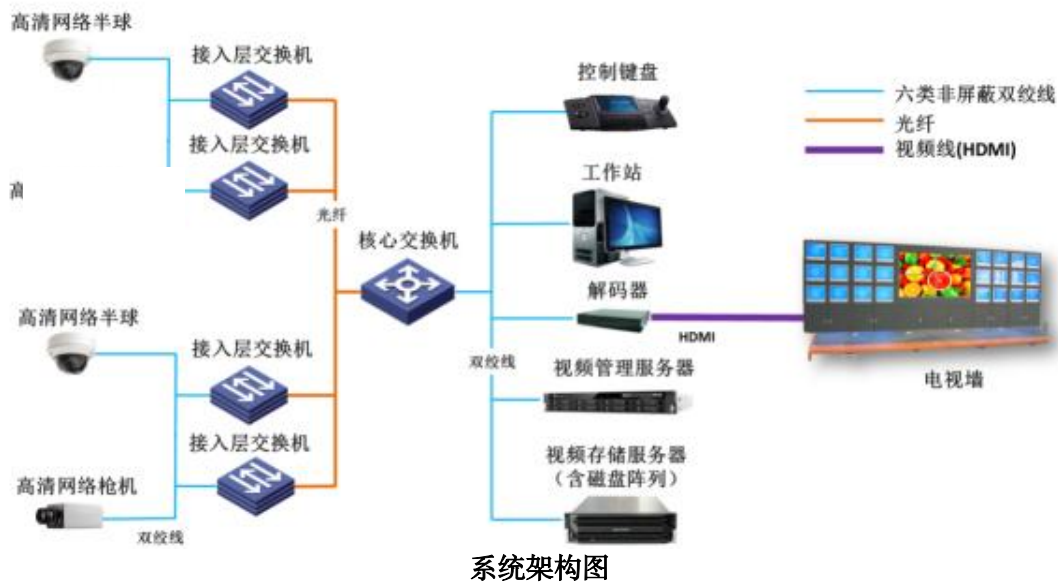 高清网络半球
接入层交换机
控制键盘
六类非屏蔽双绞线
光纤
视频线(HDMI)
接入层交换机
工作站
高
光纤
核心交换机
解码器
高清网络半球
HDMI
接入层交换机
双绞线
视频管理服务器
电视墙
接入层交换机
视频存储服务器
（含磁盘阵列）
高清网络枪机
双绞线
系统架构图